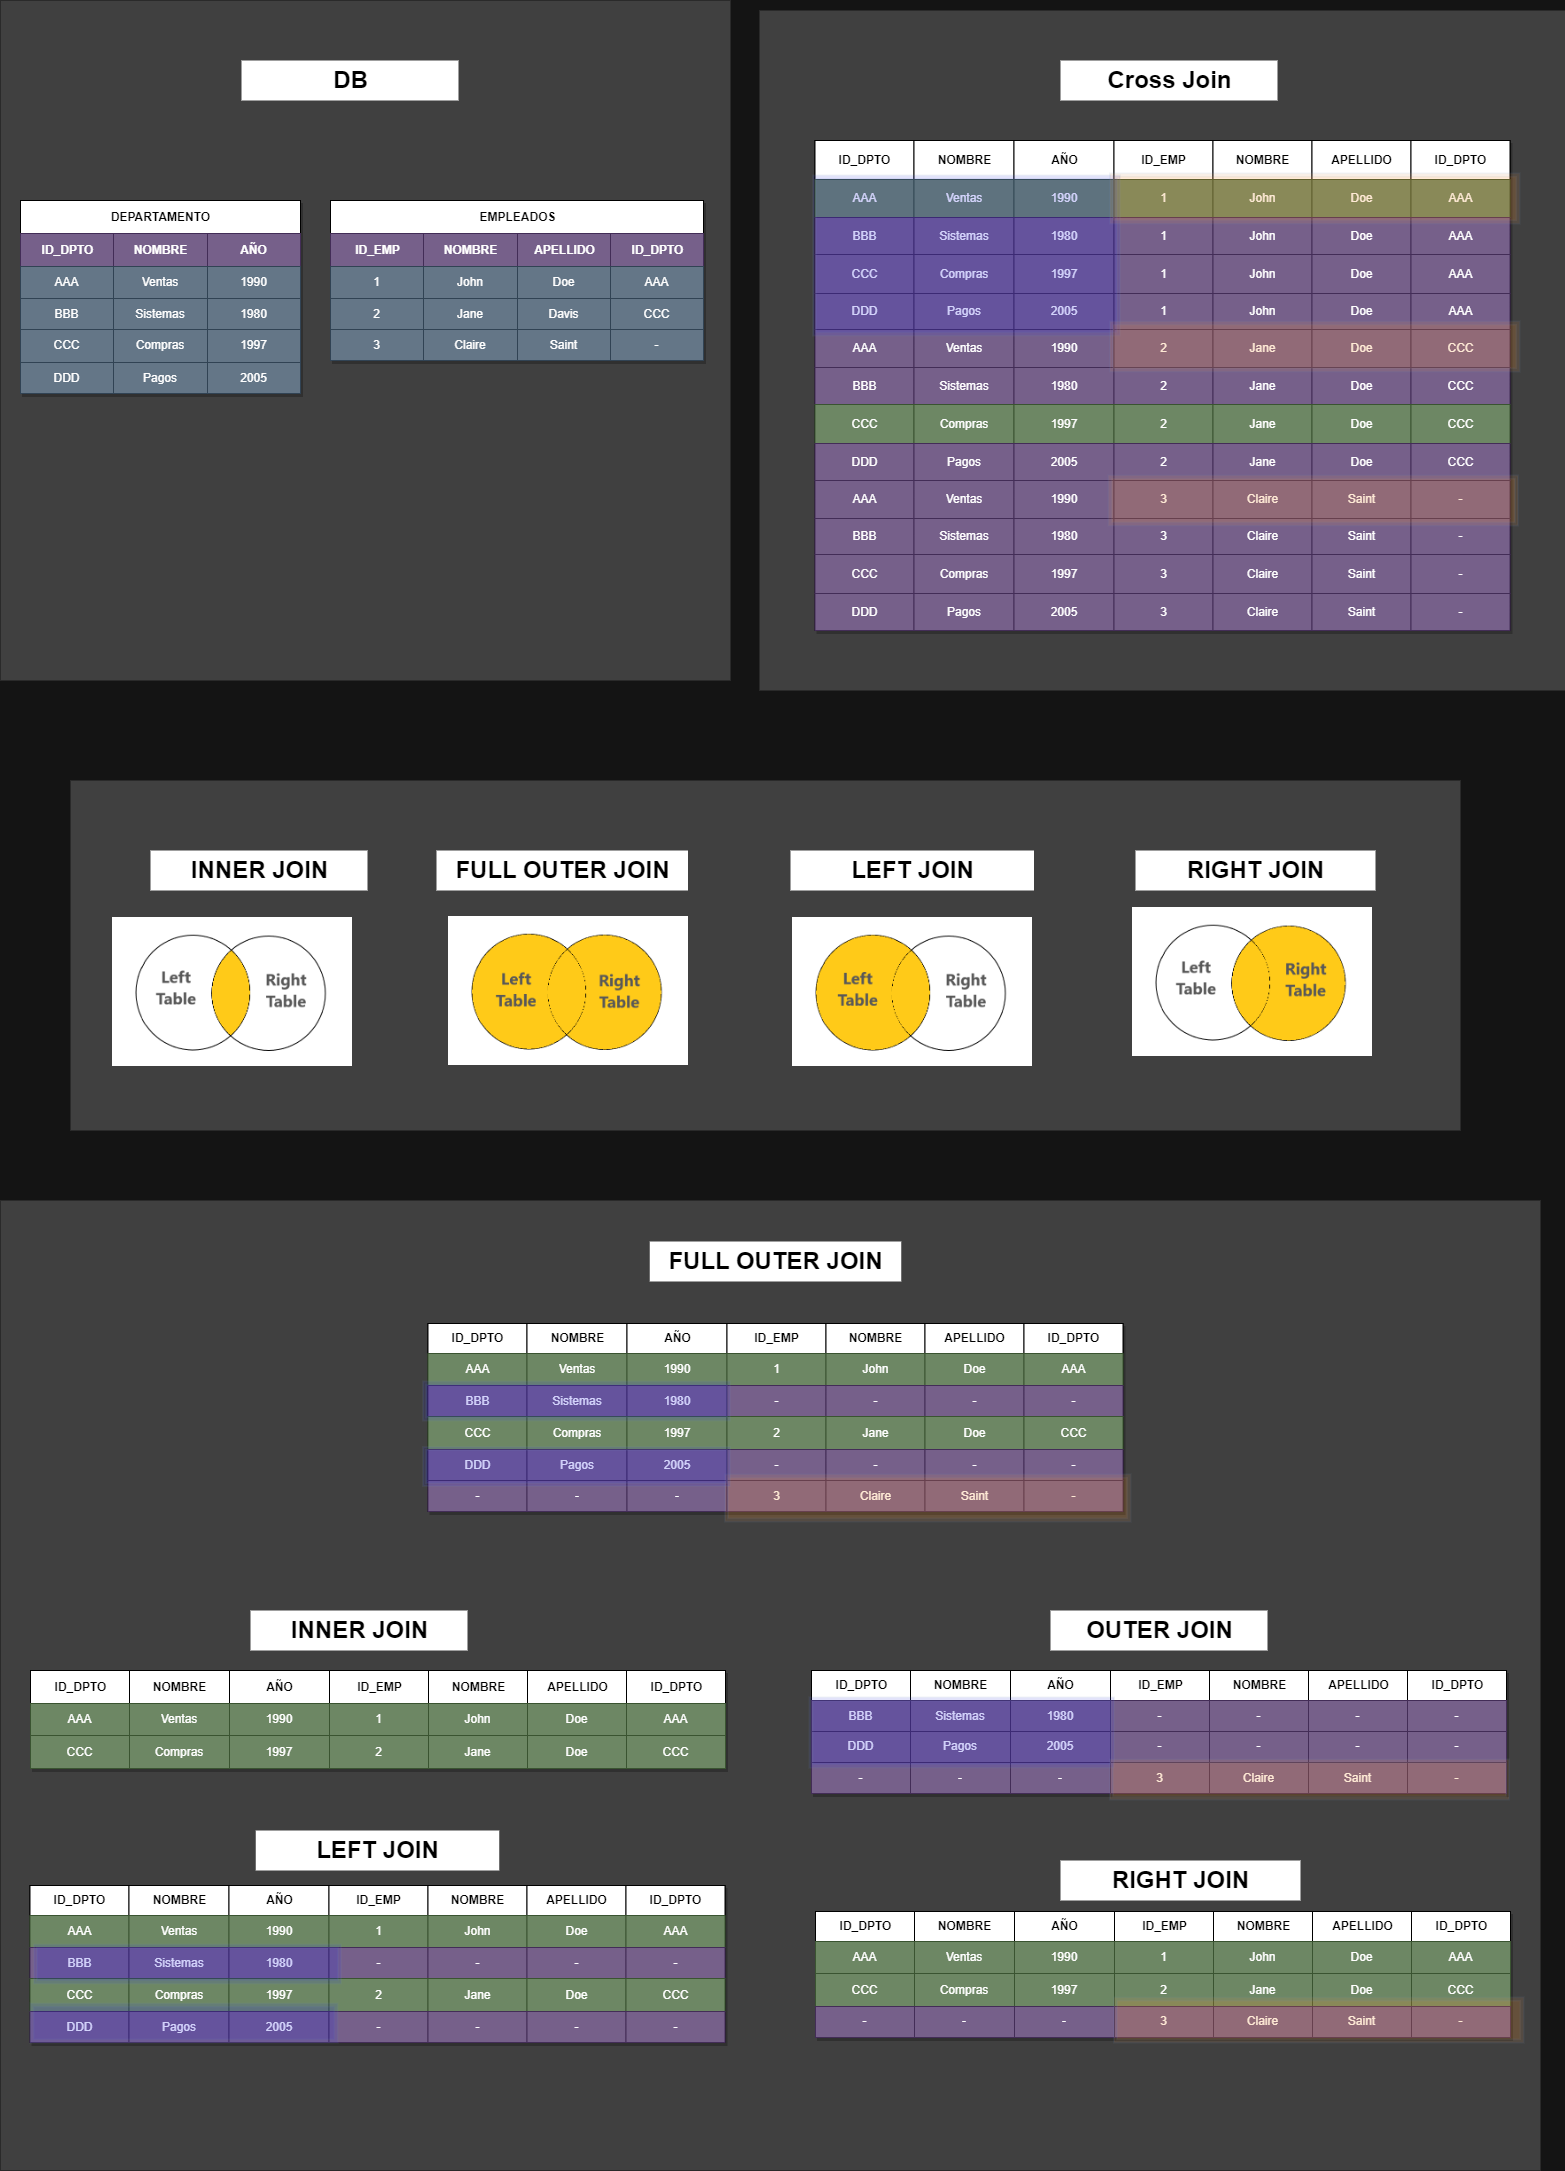 DB
DEPARTAMENTO
ID_DPTO NOMBRE AÑO
AAA Ventas 1990
BBB Sistemas 1980
CCC Compras 1997
DDD Pagos 2005
EMPLEADOS
ID_EMP NOMBRE APELLIDO ID_DPTO
1 John Doe AAA
2 Jane Davis CCC
3 Claire Saint -
Cross Join
ID_DPTO NOMBRE AÑO ID_EMP NOMBRE APELLIDO ID_DPTO
AAA Ventas 1990 1 John Doe AAA
BBB Sistemas 1980 1 John Doe AAA
CCC Compras 1997 1 John Doe AAA
DDD Pagos 2005 1 John Doe AAA
AAA Ventas 1990 2 Jane Doe CCC
BBB Sistemas 1980 2 Jane Doe CCC
CCC Compras 1997 2 Jane Doe CCC
DDD Pagos 2005 2 Jane Doe CCC
AAA Ventas 1990 3 Claire Saint -
BBB Sistemas 1980 3 Claire Saint -
CCC Compras 1997 3 Claire Saint -
DDD Pagos 2005 3 Claire Saint -
INNER JOIN
Left
Table
Right
Table
FULL OUTER JOIN
Left
Table
Right
Table
LEFT JOIN
Left
Table
Right
Table
RIGHT JOIN
Left
Table
Right
Table
FULL OUTER JOIN
ID_DPTO NOMBRE AÑO ID_EMP NOMBRE APELLIDO ID_DPTO
AAA Ventas 1990 1 John Doe AAA
BBB Sistemas 1980 - - - -
CCC Compras 1997 2 Jane Doe CCC
DDD Pagos 2005 - - - -
- - - 3 Claire Saint -
INNER JOIN
ID_DPTO NOMBRE AÑO ID_EMP NOMBRE APELLIDO ID_DPTO
AAA Ventas 1990 1 John Doe AAA
CCC Compras 1997 2 Jane Doe CCC
OUTER JOIN
ID_DPTO NOMBRE AÑO ID_EMP NOMBRE APELLIDO ID_DPTO
BBB Sistemas 1980 - - - -
DDD Pagos 2005 - - - -
- - - 3 Claire Saint -
LEFT JOIN
ID_DPTO NOMBRE AÑO ID_EMP NOMBRE APELLIDO ID_DPTO
AAA Ventas 1990 1 John Doe AAA
BBB Sistemas 1980 - - - -
CCC Compras 1997 2 Jane Doe CCC
DDD Pagos 2005 - - - -
RIGHT JOIN
ID_DPTO NOMBRE AÑO ID_EMP NOMBRE APELLIDO ID_DPTO
AAA Ventas 1990 1 John Doe AAA
CCC Compras 1997 2 Jane Doe CCC
- - - 3 Claire Saint -